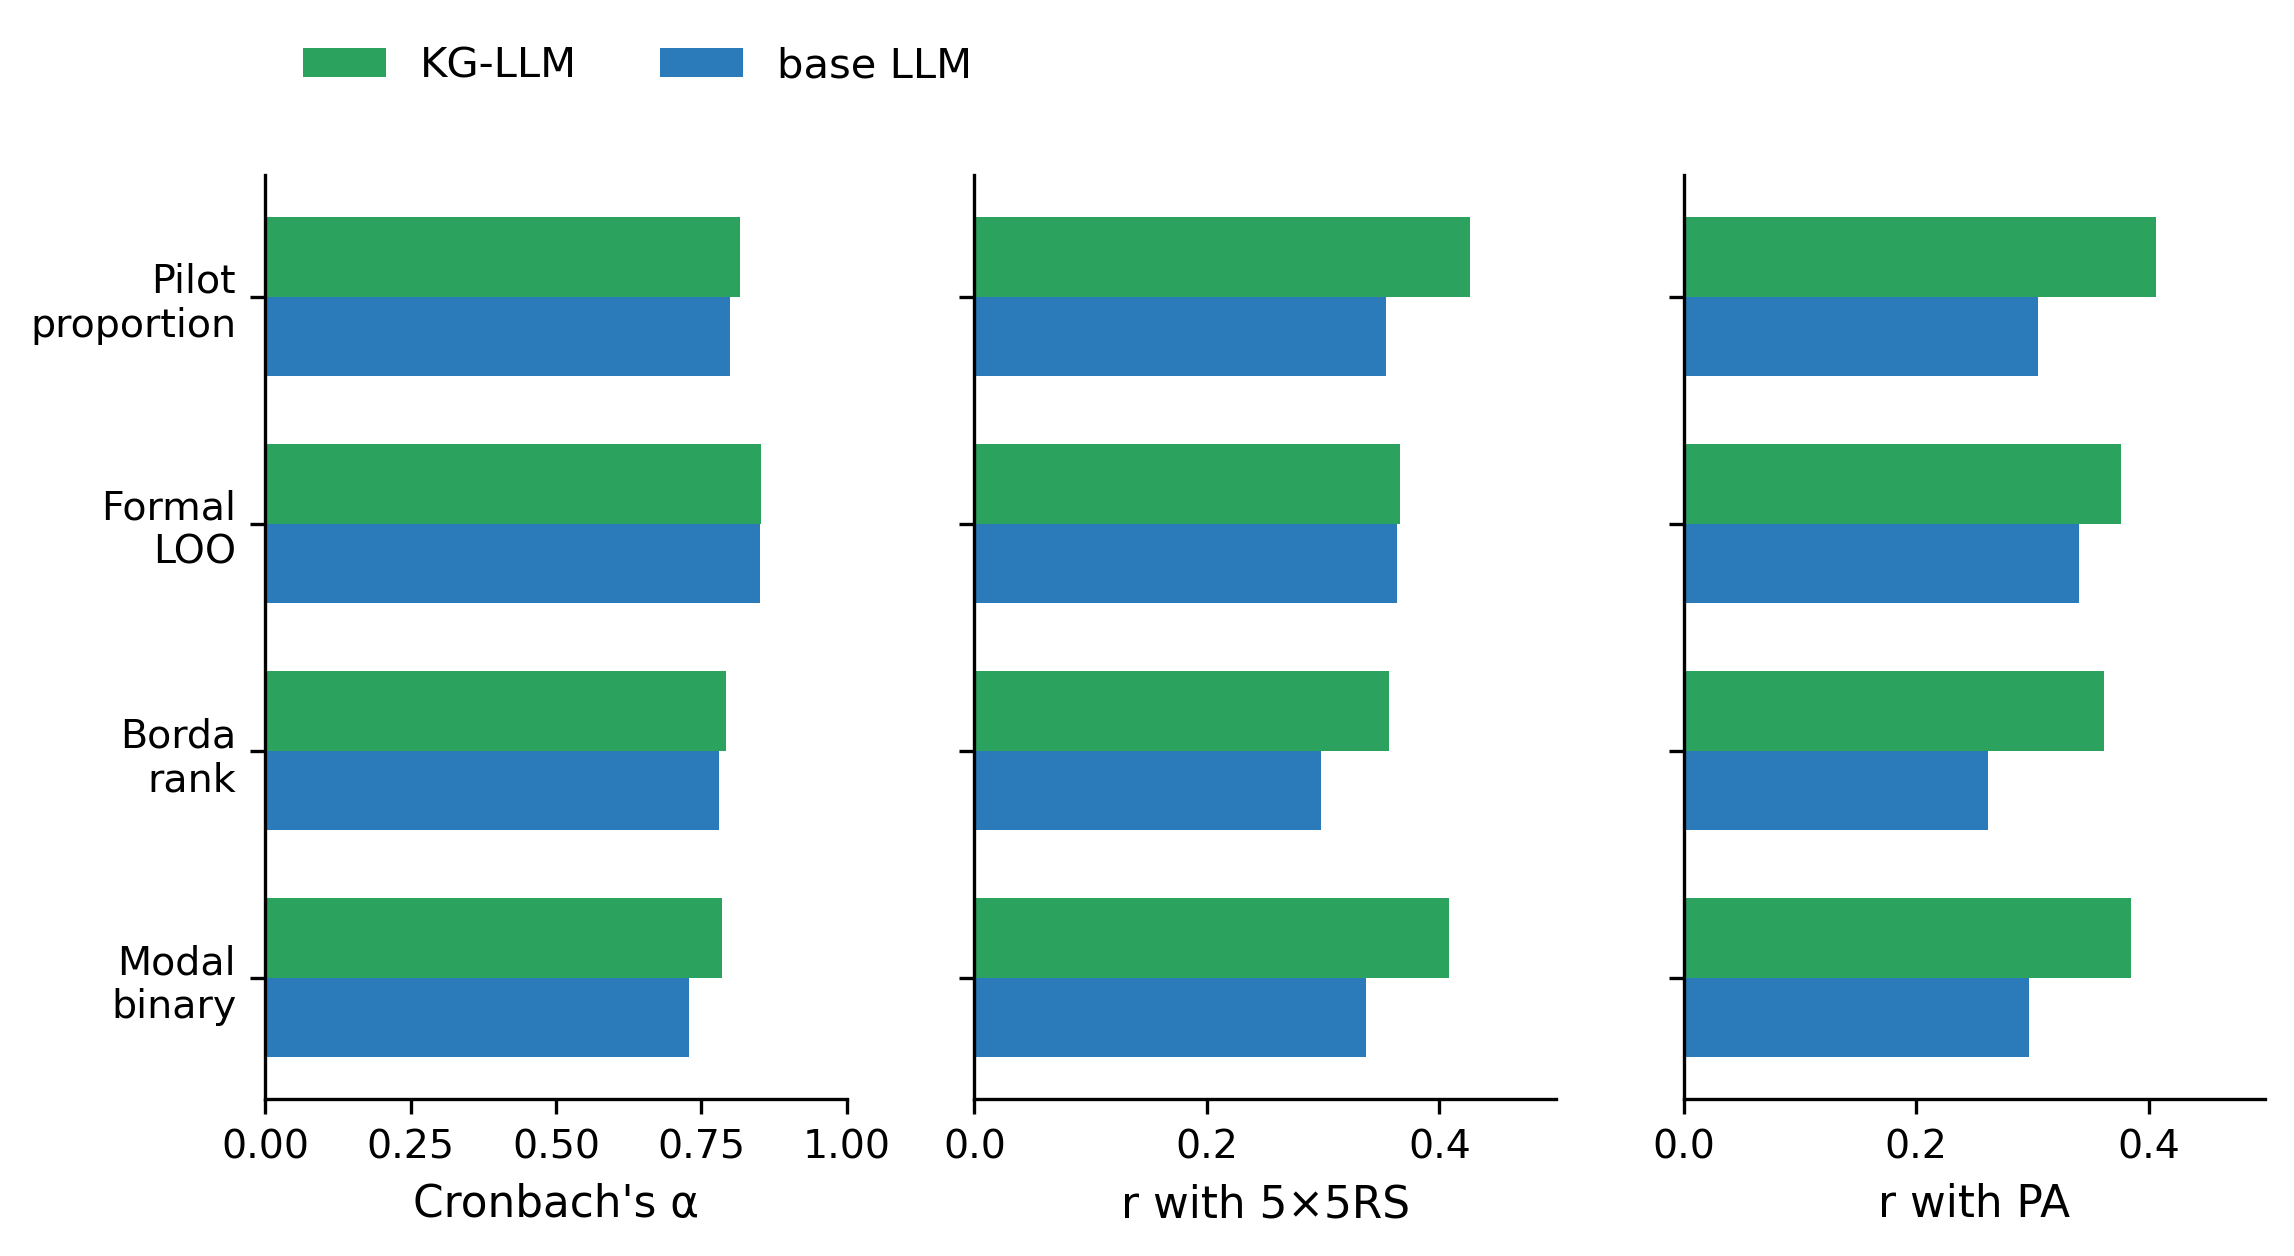 KG-LLM
base LLM
Pilot
proportion
Formal
LOO
Borda
rank
Modal
binary
0.00 0.25 0.50 0.75 1.00
Cronbach's α
0.0 0.2 0.4
r with 5×5RS
0.0 0.2 0.4
r with PA